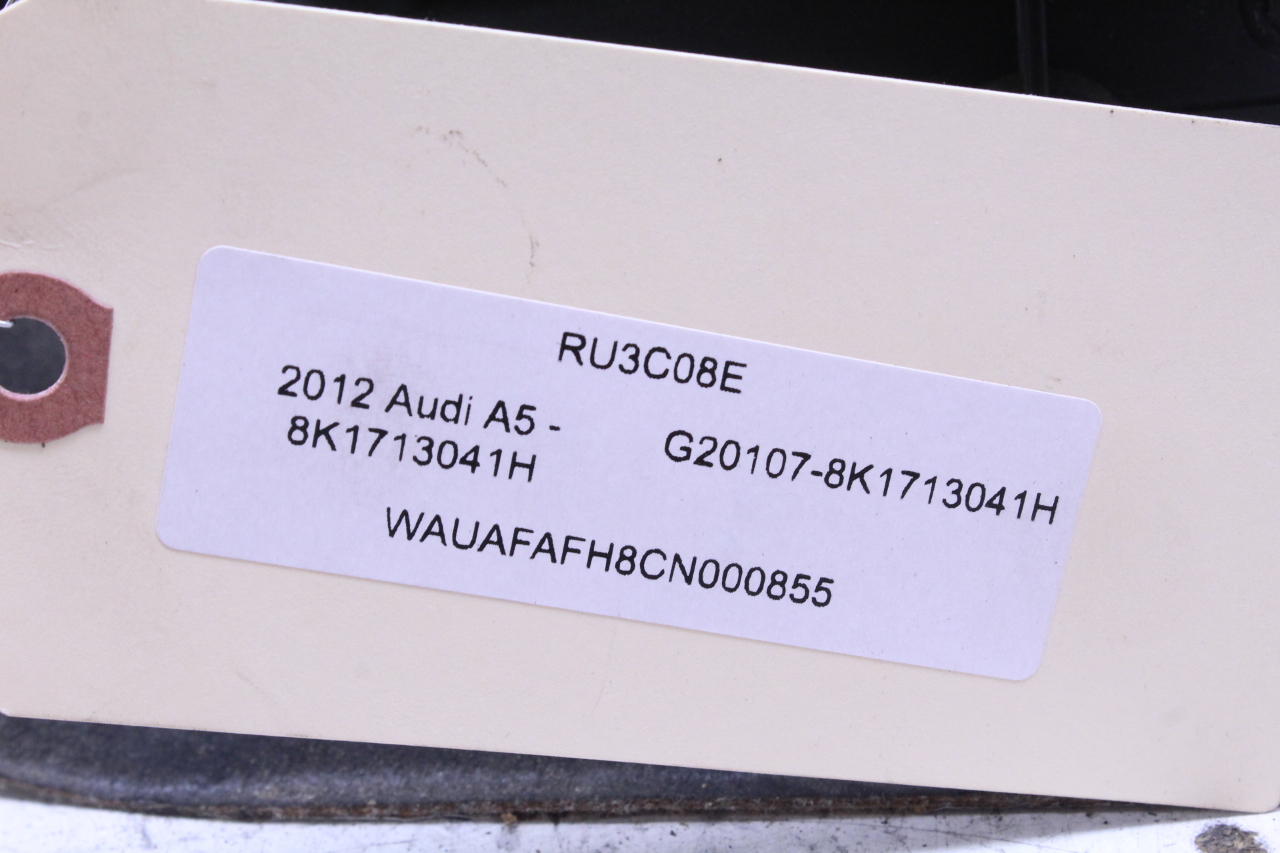 RU3C08E
2012 Audi A5 -
8K1713041H
G20107-8K1713041H
WAUAFAFH8CN000855